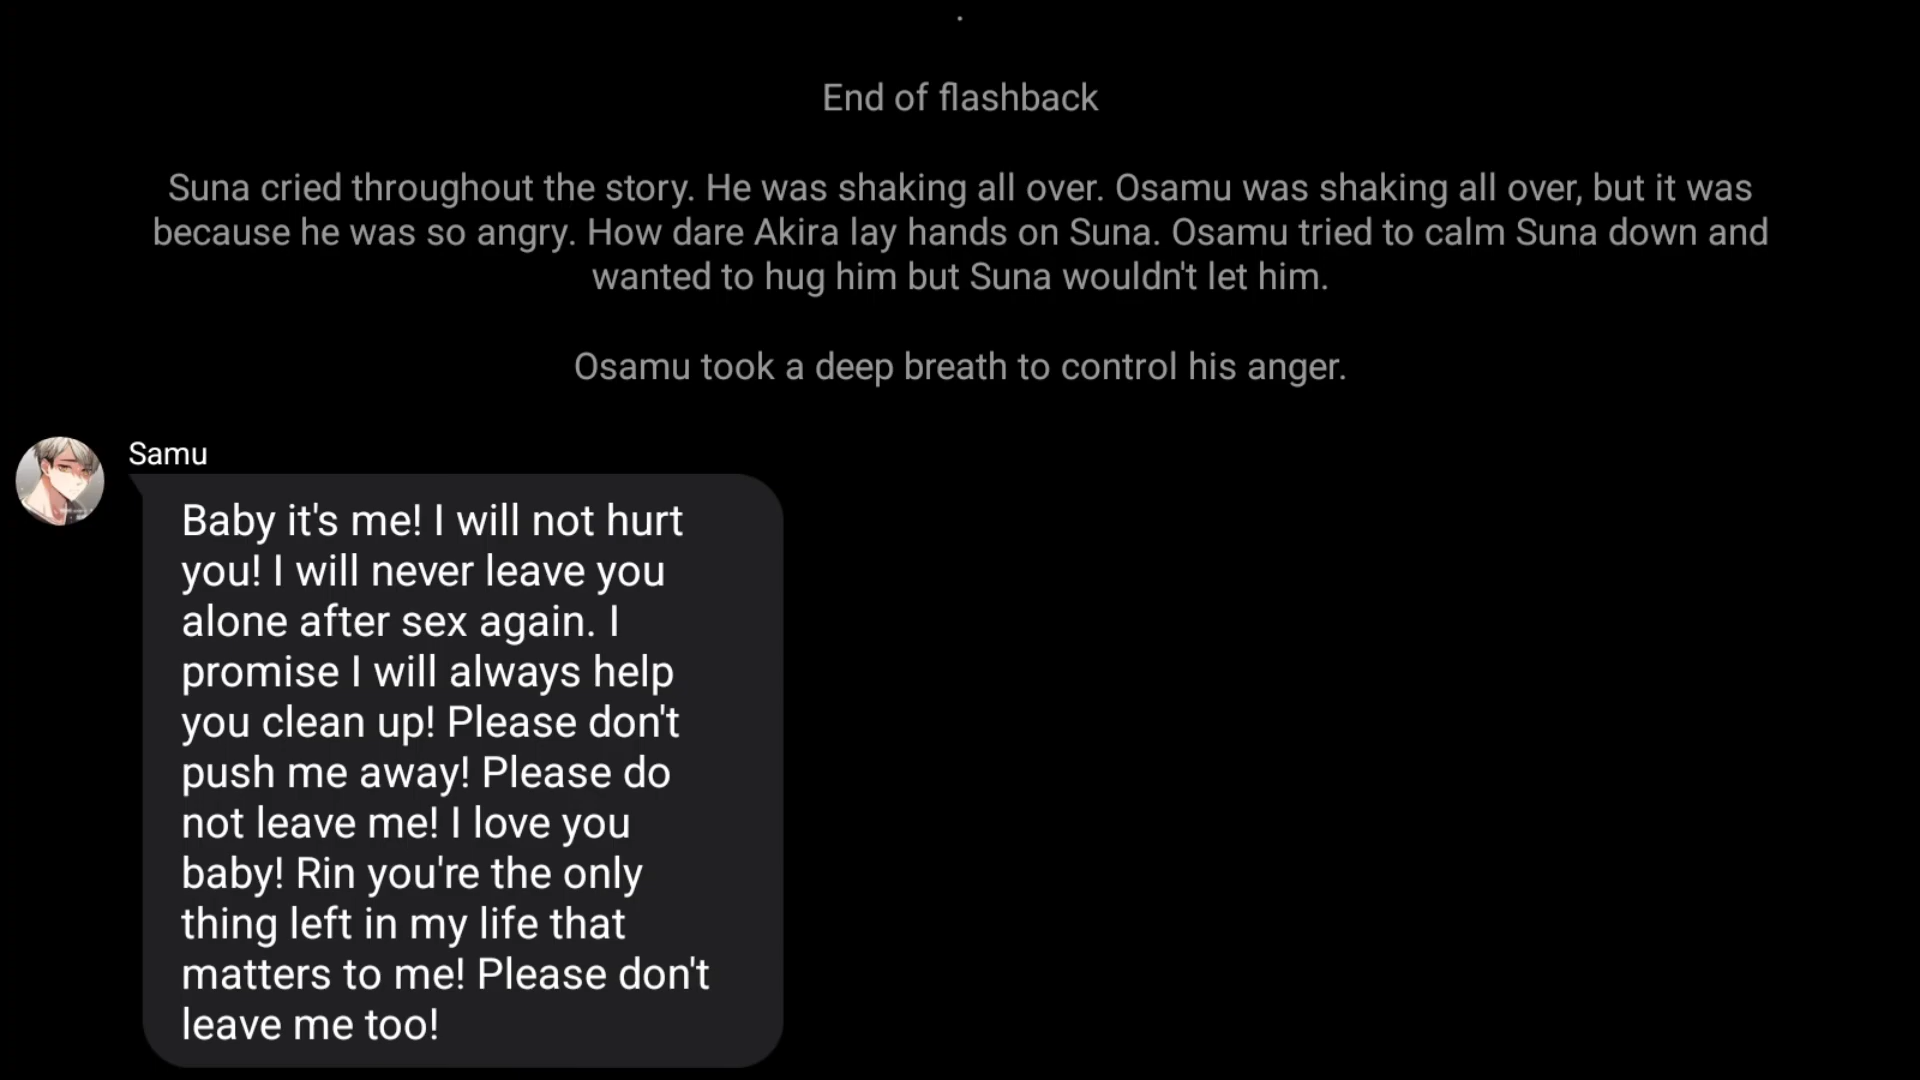 End of flashback
Suna cried throughout the story. He was shaking all over. Osamu was shaking all over, but it was
because he was so angry. How dare Akira lay hands on Suna. Osamu tried to calm Suna down and
wanted to hug him but Suna wouldn't let him.
Osamu took a deep breath to control his anger.
Samu
Baby it's me! I will not hurt
you! I will never leave you
alone after sex again. I
promise I will always help
you clean up! Please don't
push me away! Please do
not leave me! I love you
baby! Rin you're the only
thing left in my life that
matters to me! Please don't
leave me too!